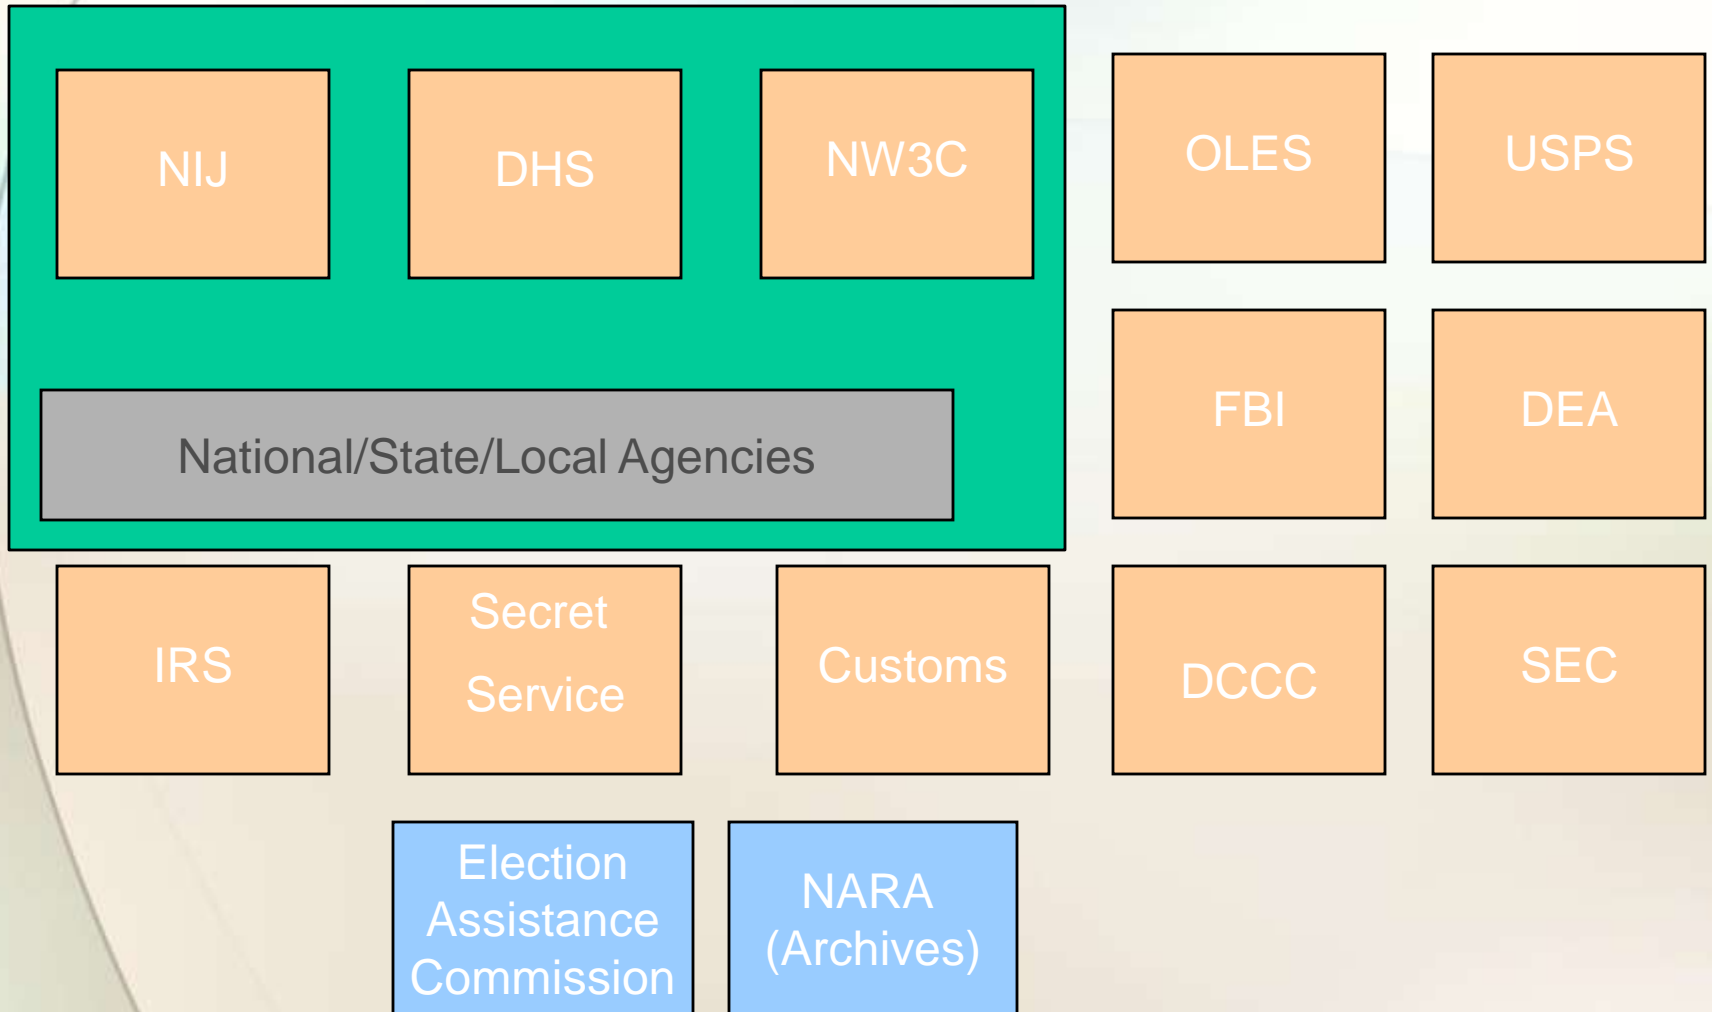 NIJ
DHS
NW3C
OLES
USPS
National/State/Local Agencies
FBI
DEA
IRS
Secret
Service
Customs
DCCC
SEC
Election
Assistance
Commission
NARA
(Archives)